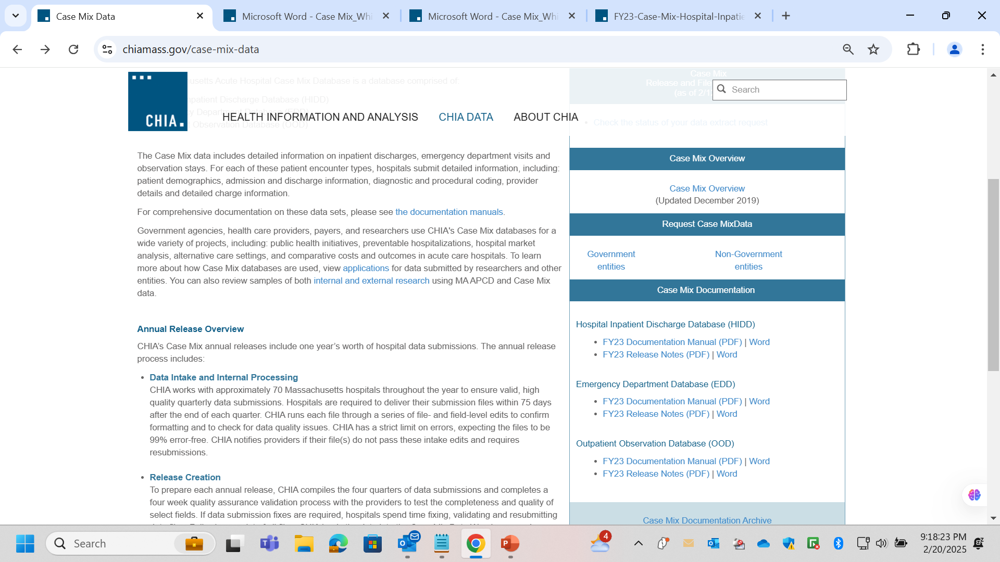 Case Mix Data
Microsoft Word - Case Mix_Whi
Microsoft Word - Case Mix_Whi
FY23-Case-Mix-Hospital-Inpatie
chiamass.gov/case-mix-data
usetts Acute Hospital Case Mix Database is a database comprised of:
npatient Discharge Database (HIDD)
cy Department Database (EDD)
t Observation Database (OOD)
CHIA.
HEALTH INFORMATION AND ANALYSIS
CHIA DATA
ABOUT CHIA
Case Mix
Release and File
(as of 2/1
Search
Check the status of your data extract request
The Case Mix data includes detailed information on inpatient discharges, emergency department visits and
observation stays. For each of these patient encounter types, hospitals submit detailed information, including:
patient demographics, admission and discharge information, diagnostic and procedural coding, provider
details and detailed charge information.
For comprehensive documentation on these data sets, please see the documentation manuals.
Government agencies, health care providers, payers, and researchers use CHIA's Case Mix databases for a
wide variety of projects, including: public health initiatives, preventable hospitalizations, hospital market
analysis, alternative care settings, and comparative costs and outcomes in acute care hospitals. To learn
more about how Case Mix databases are used, view applications for data submitted by researchers and other
entities. You can also review samples of both internal and external research using MA APCD and Case Mix
data.
Annual Release Overview
CHIA's Case Mix annual releases include one year's worth of hospital data submissions. The annual release
process includes:
• Data Intake and Internal Processing
CHIA works with approximately 70 Massachusetts hospitals throughout the year to ensure valid, high
quality quarterly data submissions. Hospitals are required to deliver their submission files within 75 days
after the end of each quarter. CHIA runs each file through a series of file- and field-level edits to confirm
formatting and to check for data quality issues. CHIA has a strict limit on errors, expecting the files to be
99% error-free. CHIA notifies providers if their file(s) do not pass these intake edits and requires
resubmissions.
• Release Creation
To prepare each annual release, CHIA compiles the four quarters of data submissions and completes a
four week quality assurance validation process with the providers to test the completeness and quality of
select fields. If data submission fixes are required, hospitals spend time fixing, validating and resubmitting
Case Mix Overview
Case Mix Overview
(Updated December 2019)
Request Case MixData
Government
entities
Non-Government
entities
Case Mix Documentation
Hospital Inpatient Discharge Database (HIDD)
• FY23 Documentation Manual (PDF) | Word
• FY23 Release Notes (PDF) | Word
Emergency Department Database (EDD)
• FY23 Documentation Manual (PDF) | Word
• FY23 Release Notes (PDF) | Word
Outpatient Observation Database (OOD)
• FY23 Documentation Manual (PDF) | Word
• FY23 Release Notes (PDF) | Word
Case Mix Documentation Archive
Search
4
9:18:23 PM
2/20/2025